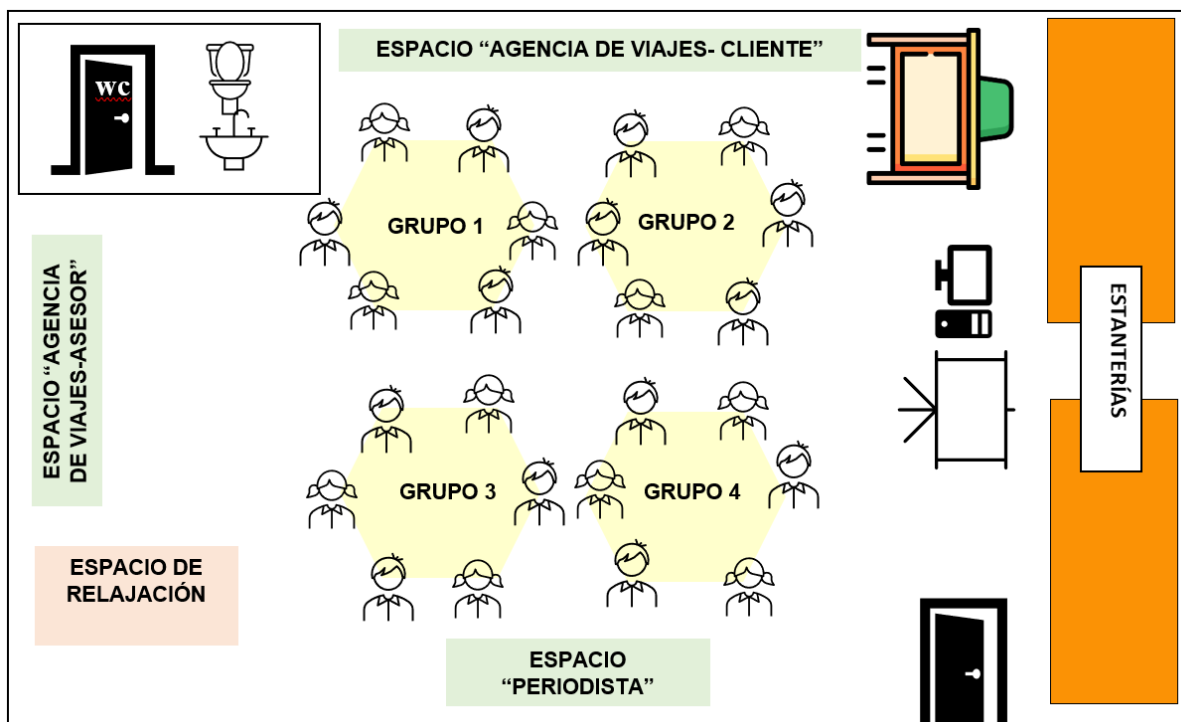 ESPACIO “AGENCIA DE VIAJES- CLIENTE”
wc
GRUPO 1
GRUPO 2
ESPACIO “AGENCIA
DE VIAJES-ASESOR”
ESTANTERÍAS
GRUPO 3
GRUPO 4
ESPACIO DE
RELAJACIÓN
ESPACIO
“PERIODISTA”